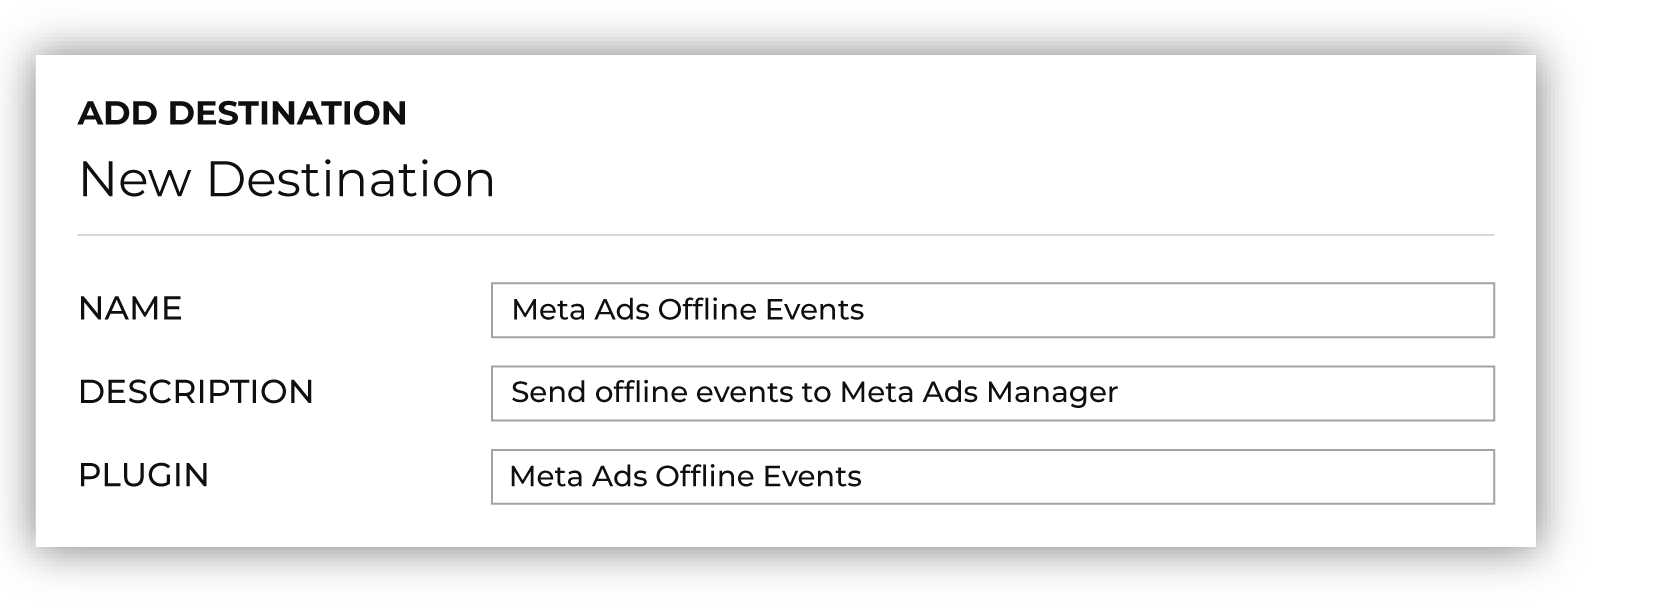 ADD DESTINATION
New Destination
NAME
Meta Ads Offline Events
DESCRIPTION
Send offline events to Meta Ads Manager
PLUGIN
Meta Ads Offline Events